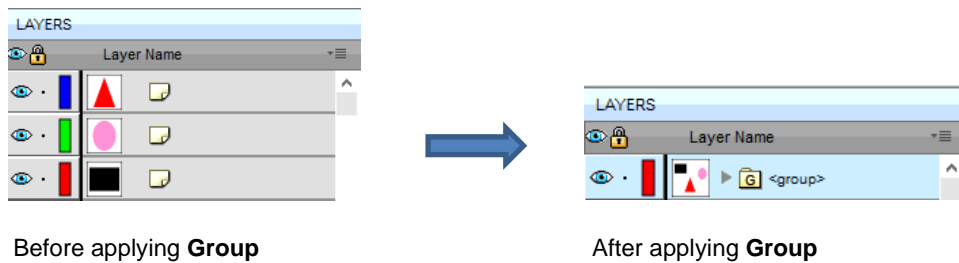 LAYERS
Layer Name
LAYERS
Layer Name
G <group>
Before applying Group
After applying Group